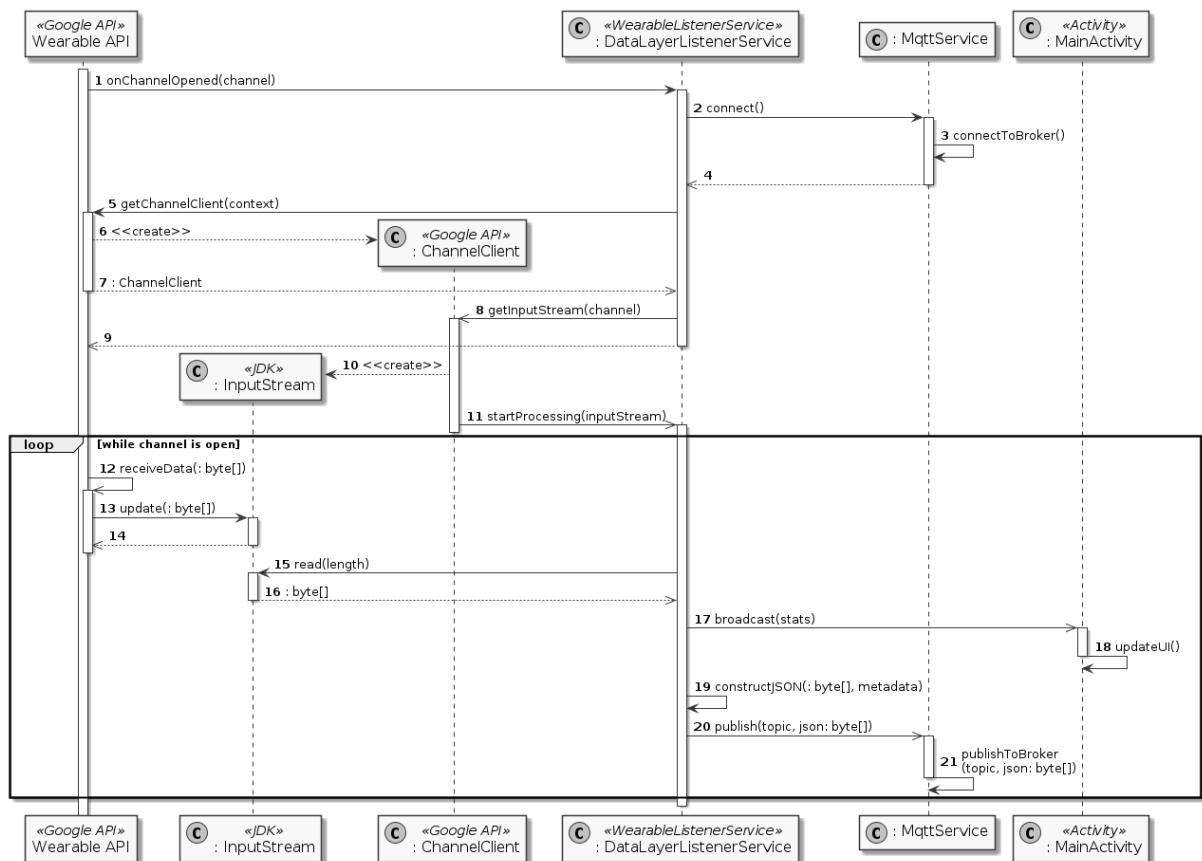 «Google API»
Wearable API
C «WearableListenerService»
: DataLayerListenerService
C : MqttService
C «Activity»
: MainActivity
1 onChannelOpened(channel)
2 connect()
3 connectToBroker()
4
5 getChannelClient(context)
6 <<create>>
C «Google API»
: ChannelClient
7 : ChannelClient
8 getInputStream(channel)
9
C «JDK»
: InputStream
10 <<create>>
11 startProcessing(inputStream)
loop [while channel is open]
12 receiveData(: byte[])
13 update(: byte[])
14
15 read(length)
16 : byte[]
17 broadcast(stats)
18 updateUI()
19 constructJSON(: byte[], metadata)
20 publish(topic, json: byte[])
21 publishToBroker
(topic, json: byte[])
«Google API»
Wearable API
C «JDK»
: InputStream
C «Google API»
: ChannelClient
C «WearableListenerService»
: DataLayerListenerService
C : MqttService
C «Activity»
: MainActivity